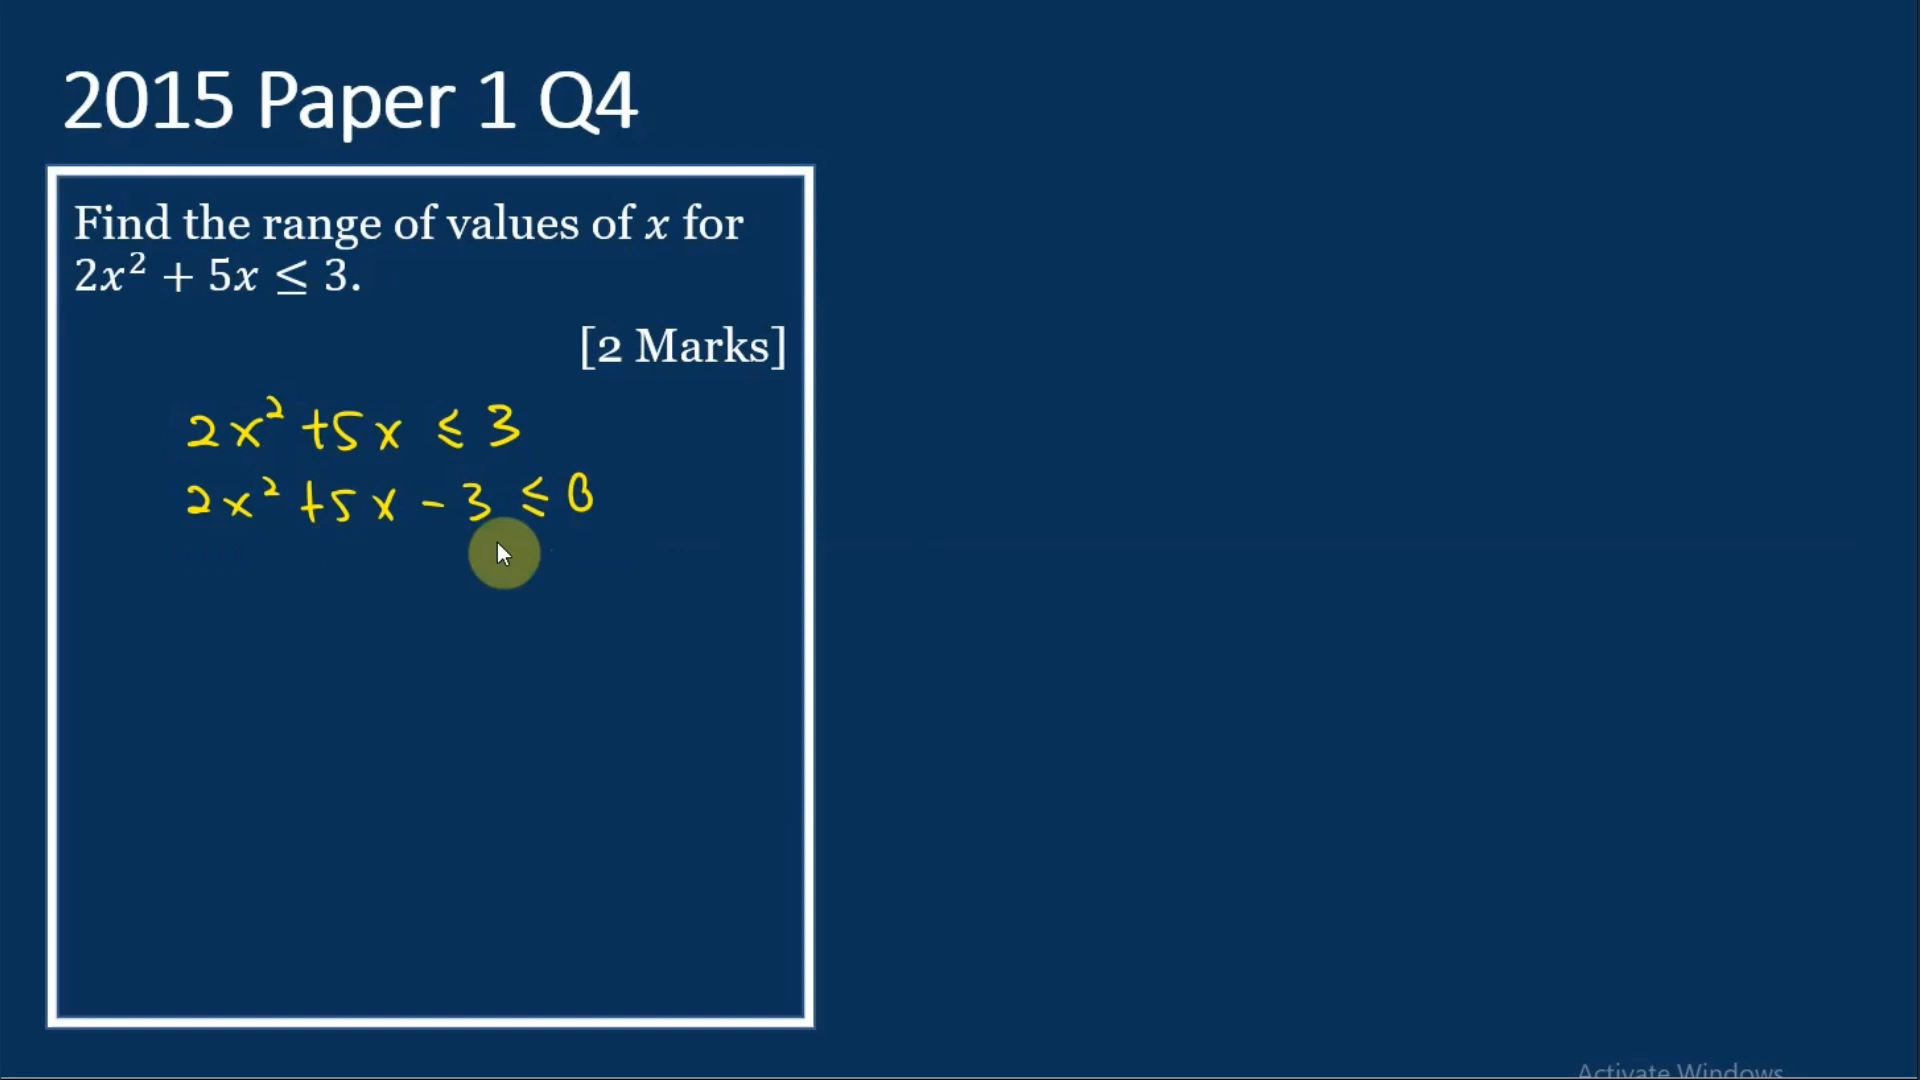 2015 Paper 1 Q4
Find the range of values of x for
2x² + 5x ≤ 3.
[2 Marks]
2x² +5x ≤ 3
2x² +5x - 3 ≤ 0
Activate Windows